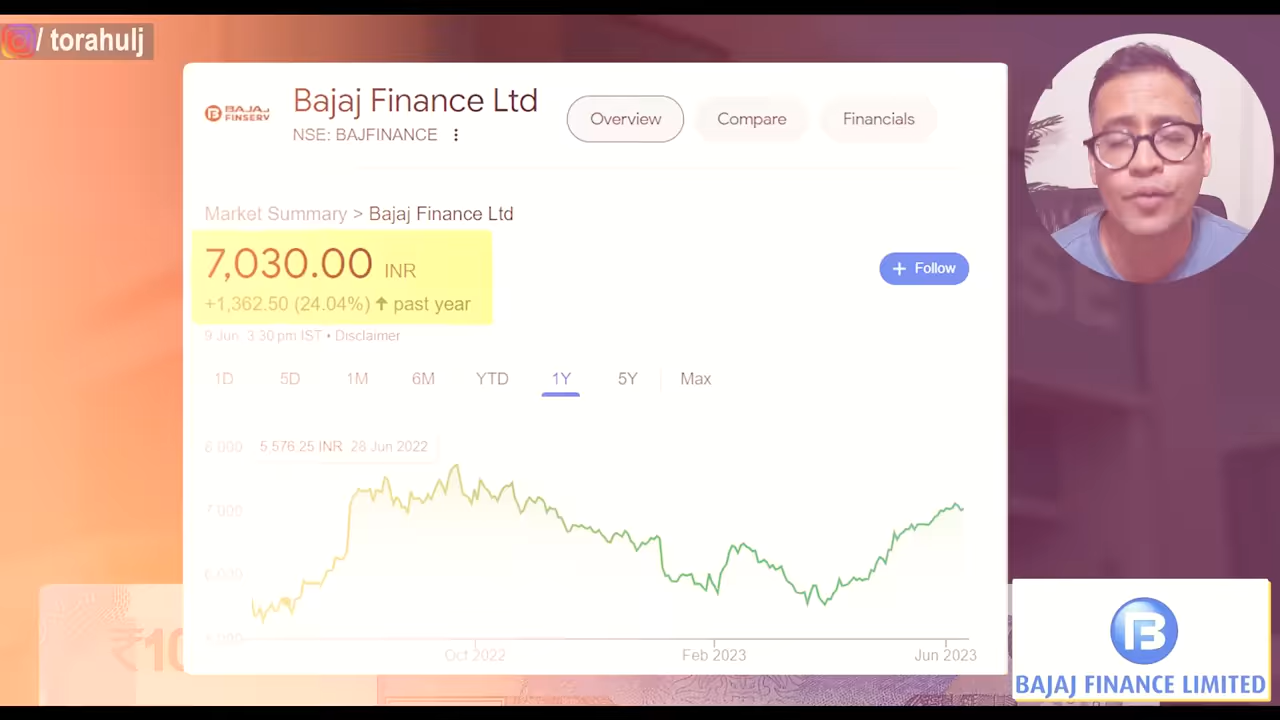 / torahulj
BAJAJ
FINSERV
Bajaj Finance Ltd
NSE: BAJFINANCE
Overview
Compare
Financials
Market Summary > Bajaj Finance Ltd
7,030.00 INR
+1,362.50 (24.04%) ↑ past year
+ Follow
9 Jun, 3:30 pm IST • Disclaimer
1D 5D 1M 6M YTD 1Y 5Y Max
8,000
5,576.25 INR 28 Jun 2022
7,000
6,000
5,000
₹10
Oct 2022
Feb 2023
Jun 2023
BAJAJ FINANCE LIMITED